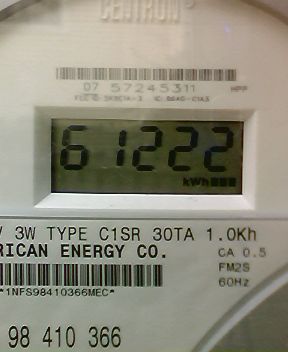 CENTRON
07 57245311
61222
kWh
V 3W TYPE C1SR 30TA 1.0Kh
RICAN ENERGY CO.
CA 0.5
FM2S
60Hz
*1NFS98410366MEC*
98 410 366